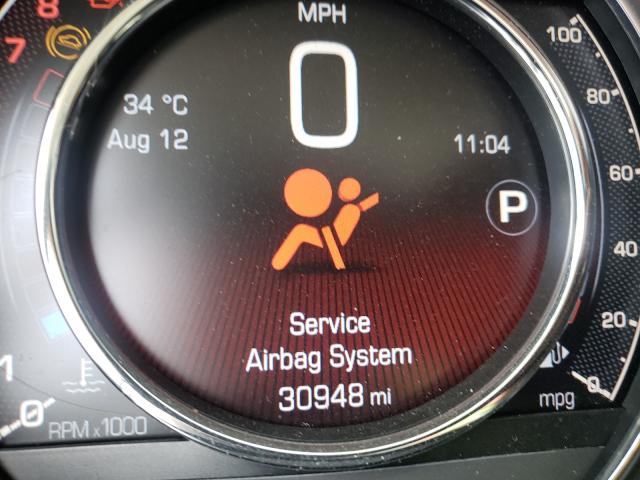 MPH
8
7
0
34 °C
Aug 12
11:04
P
100
80
60
40
20
0
mpg
Service
Airbag System
30948 mi
1
0
RPM x1000